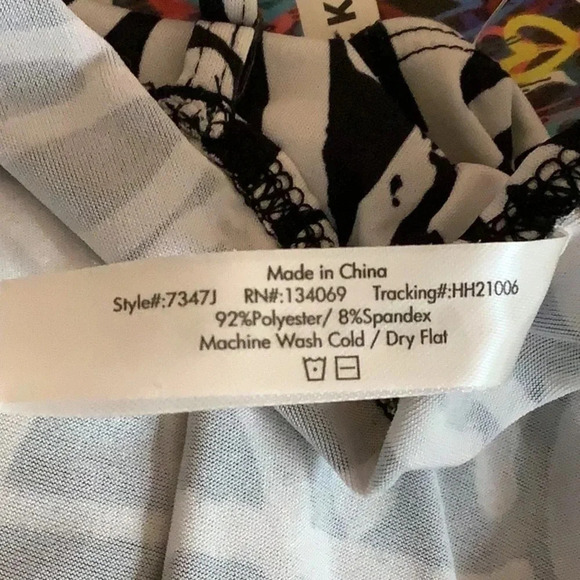 K
Made in China
Style#:7347J RN#:134069 Tracking#:HH21006
92%Polyester/ 8%Spandex
Machine Wash Cold / Dry Flat